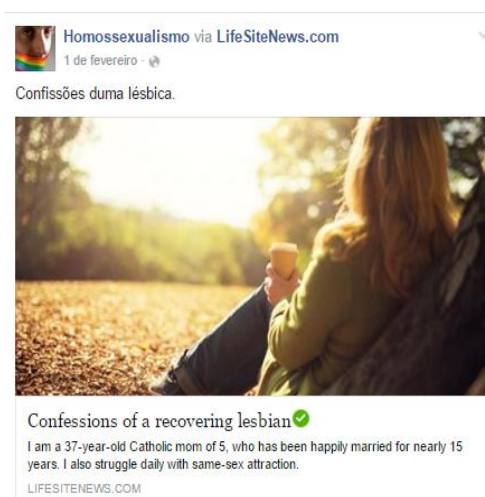 Homossexualismo via LifeSiteNews.com
1 de fevereiro ·
Confissões duma lésbica.
Confessions of a recovering lesbian
I am a 37-year-old Catholic mom of 5, who has been happily married for nearly 15
years. I also struggle daily with same-sex attraction.
LIFESITENEWS.COM